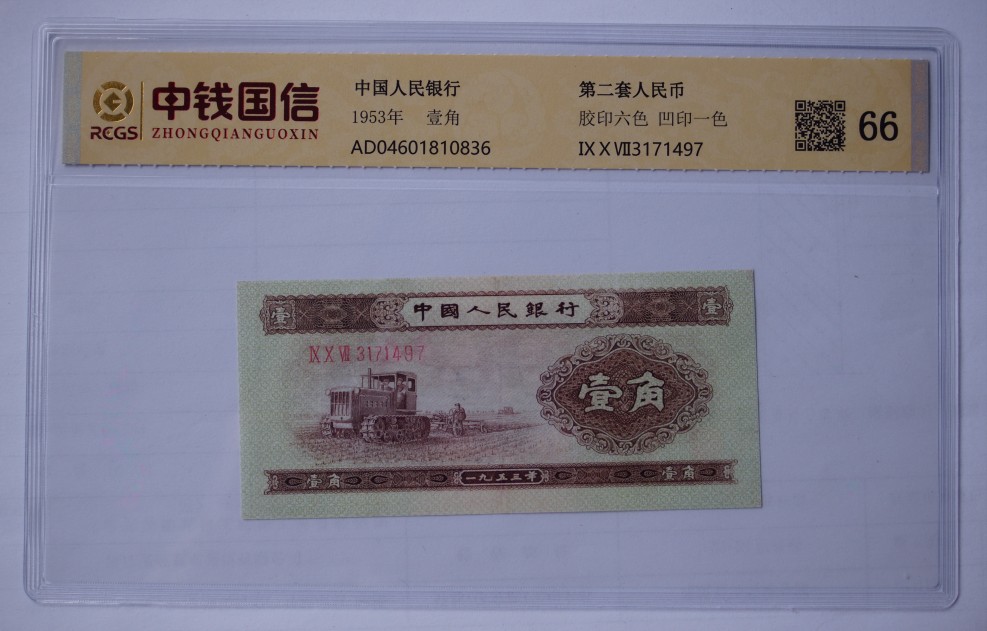 RCGS
中钱国信
ZHONGQIANGUOXIN
中国人民银行
1953年 壹角
AD04601810836
第二套人民币
胶印六色 凹印一色
IX X VII3171497
66
壹 中國人民銀行 壹
IX X VII 3171497
壹角
壹角 一九五三年 壹角